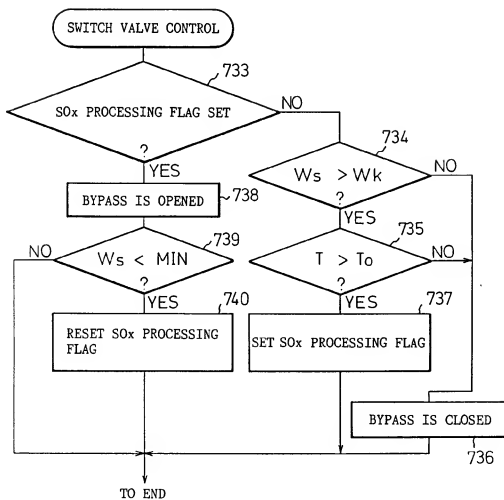 SWITCH VALVE CONTROL
733
SOx PROCESSING FLAG SET
?
NO
YES
734
Ws > Wk
?
NO
YES
738
BYPASS IS OPENED
739
Ws < MIN
?
NO
YES
735
T > To
?
NO
YES
740
RESET SOx PROCESSING
FLAG
737
SET SOx PROCESSING FLAG
BYPASS IS CLOSED
736
TO END